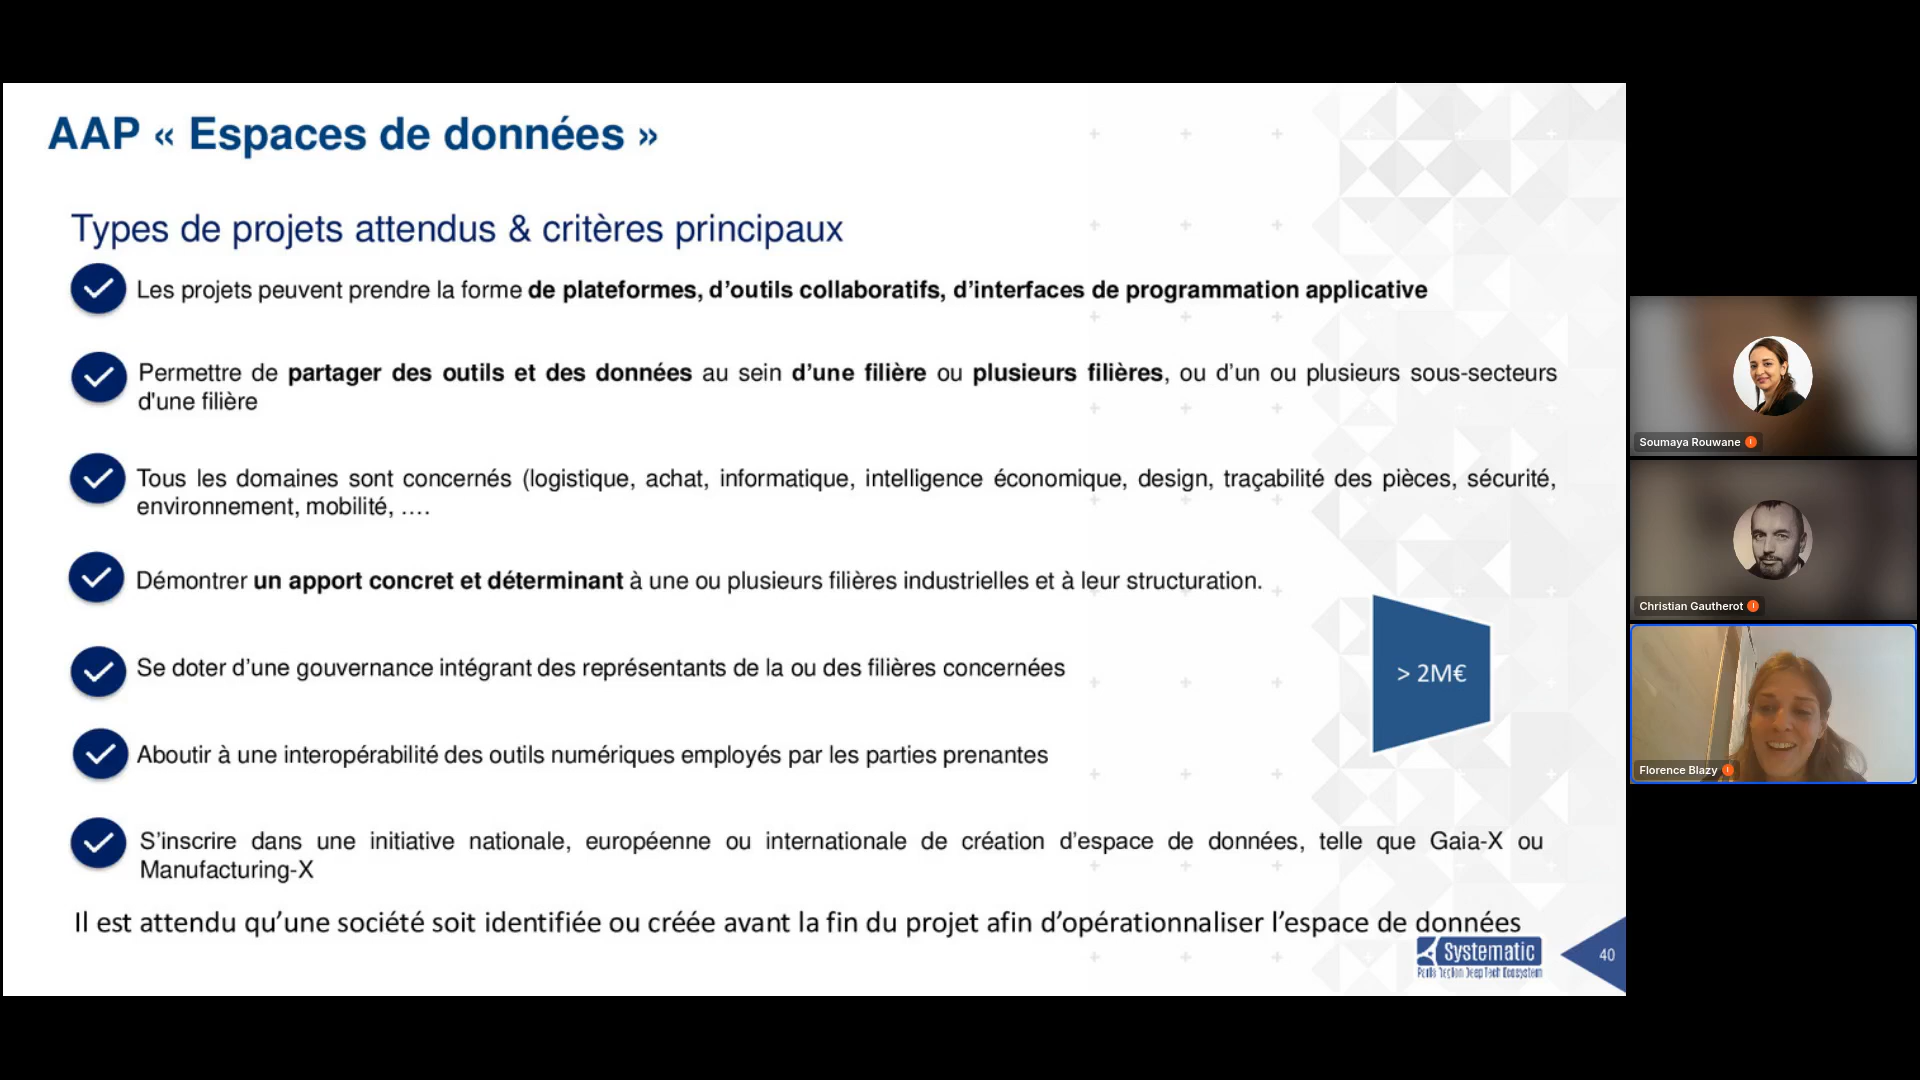 AAP « Espaces de données »
Types de projets attendus & critères principaux
Les projets peuvent prendre la forme de plateformes, d’outils collaboratifs, d’interfaces de programmation applicative
Permettre de partager des outils et des données au sein d’une filière ou plusieurs filières, ou d’un ou plusieurs sous-secteurs
d'une filière
Tous les domaines sont concernés (logistique, achat, informatique, intelligence économique, design, traçabilité des pièces, sécurité,
environnement, mobilité, ….
Démontrer un apport concret et déterminant à une ou plusieurs filières industrielles et à leur structuration.
Se doter d’une gouvernance intégrant des représentants de la ou des filières concernées
> 2M€
Aboutir à une interopérabilité des outils numériques employés par les parties prenantes
S’inscrire dans une initiative nationale, européenne ou internationale de création d’espace de données, telle que Gaia-X ou
Manufacturing-X
Il est attendu qu’une société soit identifiée ou créée avant la fin du projet afin d’opérationnaliser l’espace de données
Systematic
Paris Region Deep Tech Ecosystem
40
Soumaya Rouwane
Christian Gautherot
Florence Blazy